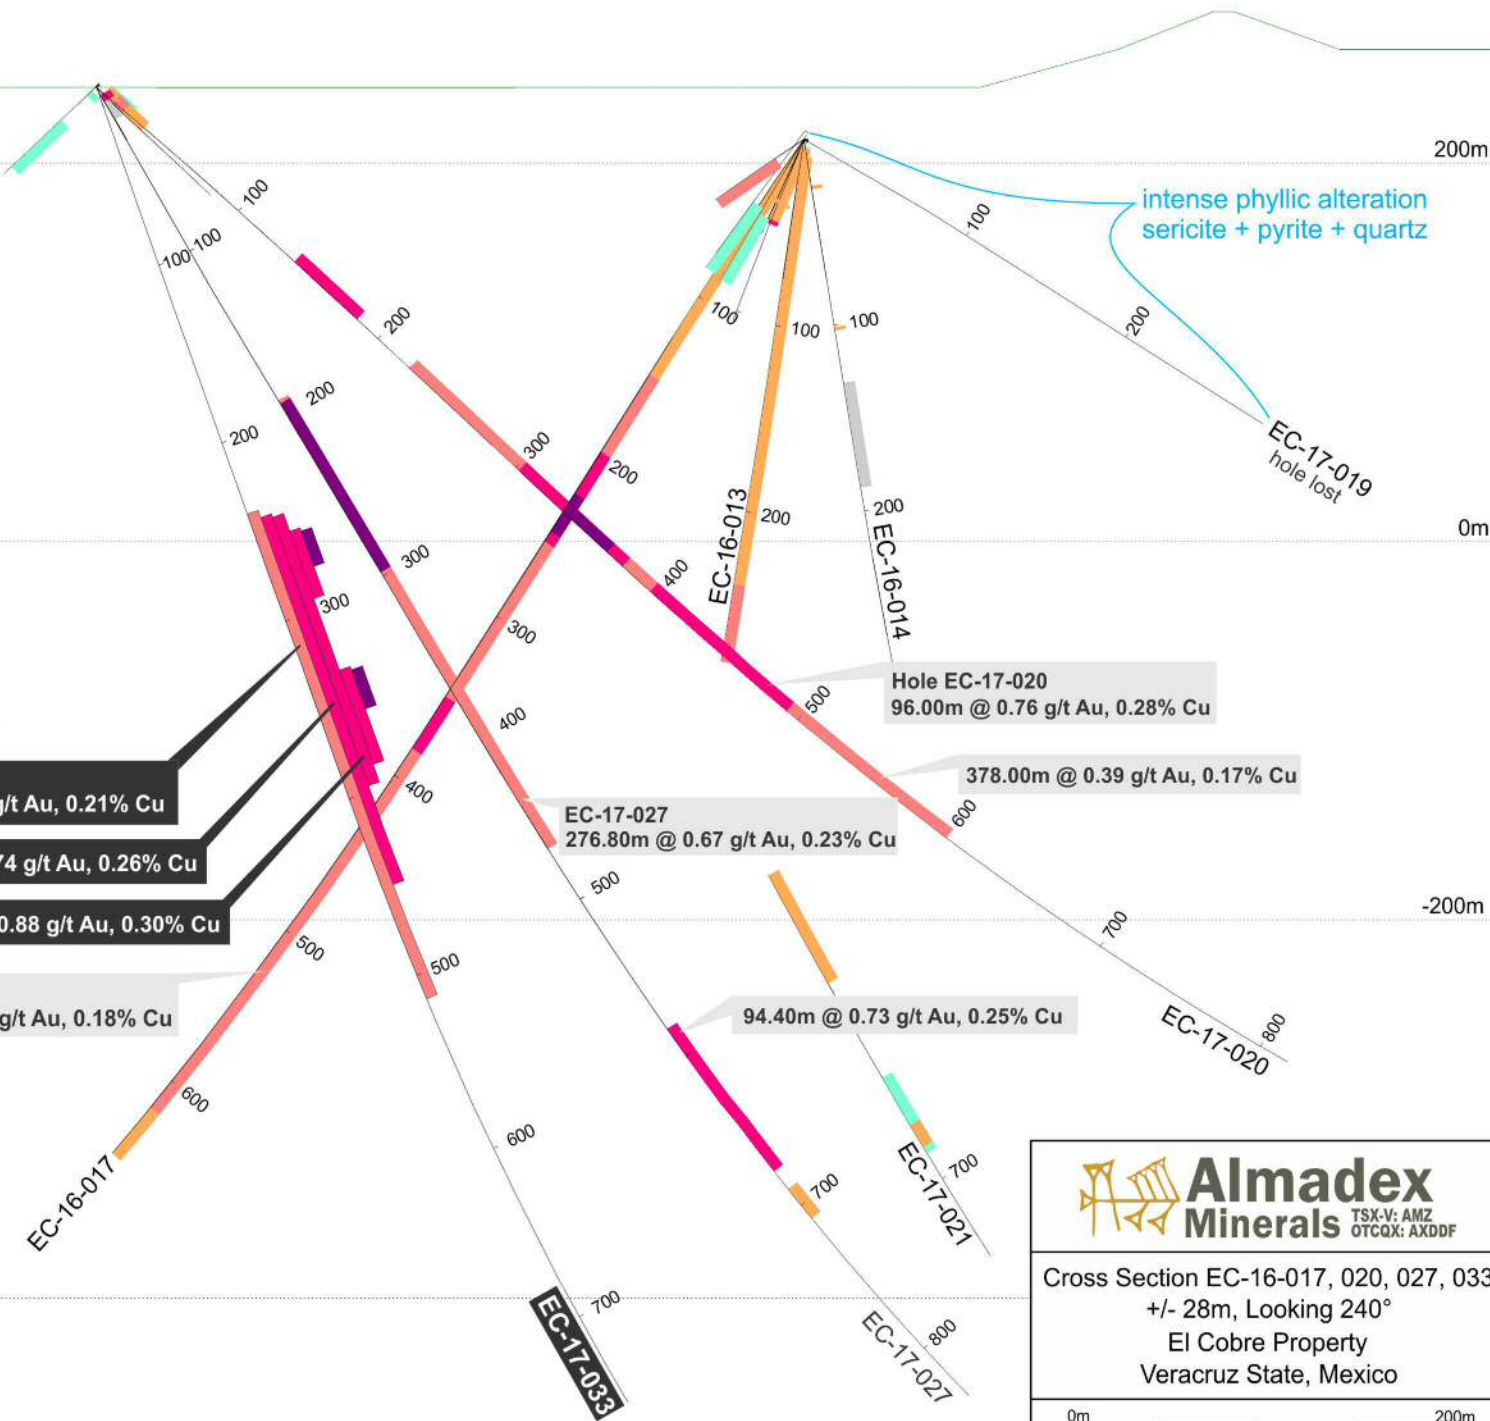 200m
intense phyllic alteration
sericite + pyrite + quartz
100
100
100
100
200
100
100
100
200
200
200
EC-17-019
hole lost
300
200
EC-16-013
200
200
EC-16-014
0m
300
400
300
300
Hole EC-17-020
96.00m @ 0.76 g/t Au, 0.28% Cu
500
400
378.00m @ 0.39 g/t Au, 0.17% Cu
400
g/t Au, 0.21% Cu
EC-17-027
276.80m @ 0.67 g/t Au, 0.23% Cu
600
74 g/t Au, 0.26% Cu
500
0.88 g/t Au, 0.30% Cu
-200m
500
700
500
g/t Au, 0.18% Cu
94.40m @ 0.73 g/t Au, 0.25% Cu
EC-17-020
800
600
600
EC-16-017
700
EC-17-021
700
Almadex
Minerals
TSX-V: AMZ
OTCQX: AXDDF
Cross Section EC-16-017, 020, 027, 033
+/- 28m, Looking 240°
El Cobre Property
Veracruz State, Mexico
EC-17-033
700
EC-17-027
800
0m
200m